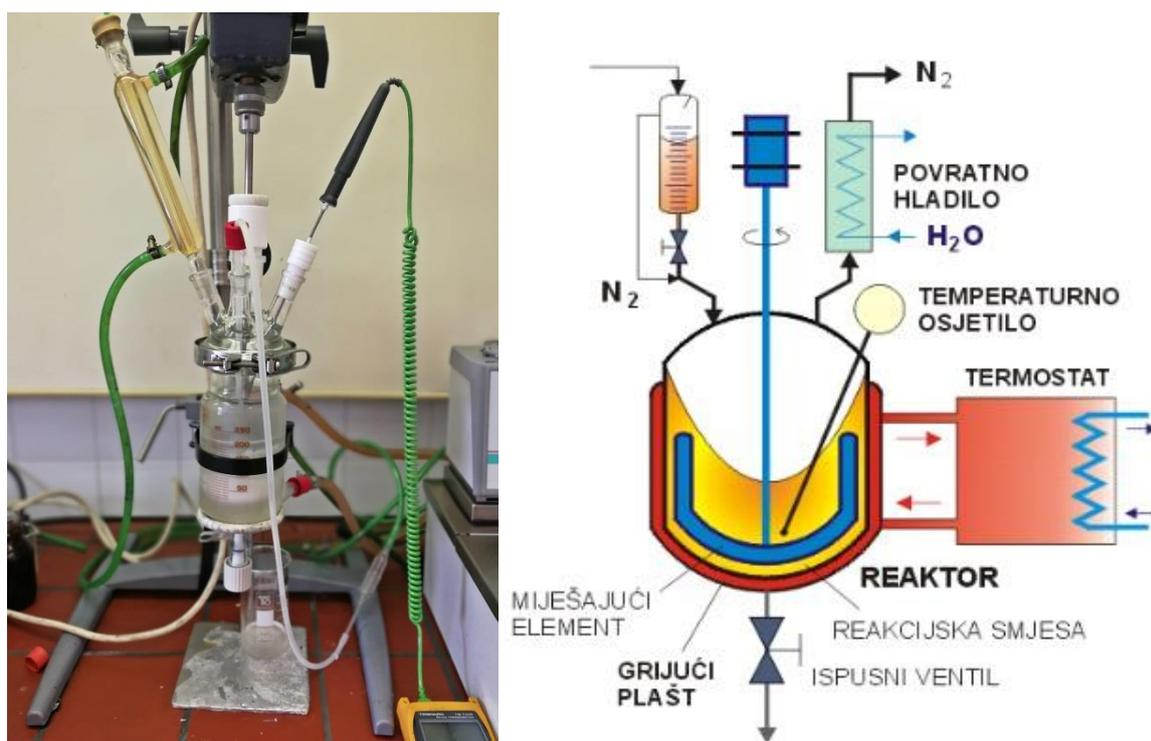 N₂
POVRATNO
HLADILO
H₂O
N₂
TEMPERATURNO
OSJETILO
TERMOSTAT
REAKTOR
MIJEŠAJUĆI
ELEMENT
REAKCIJSKA SMJESA
GRIJUĆI
PLAŠT
ISPUSNI VENTIL
250
200
50